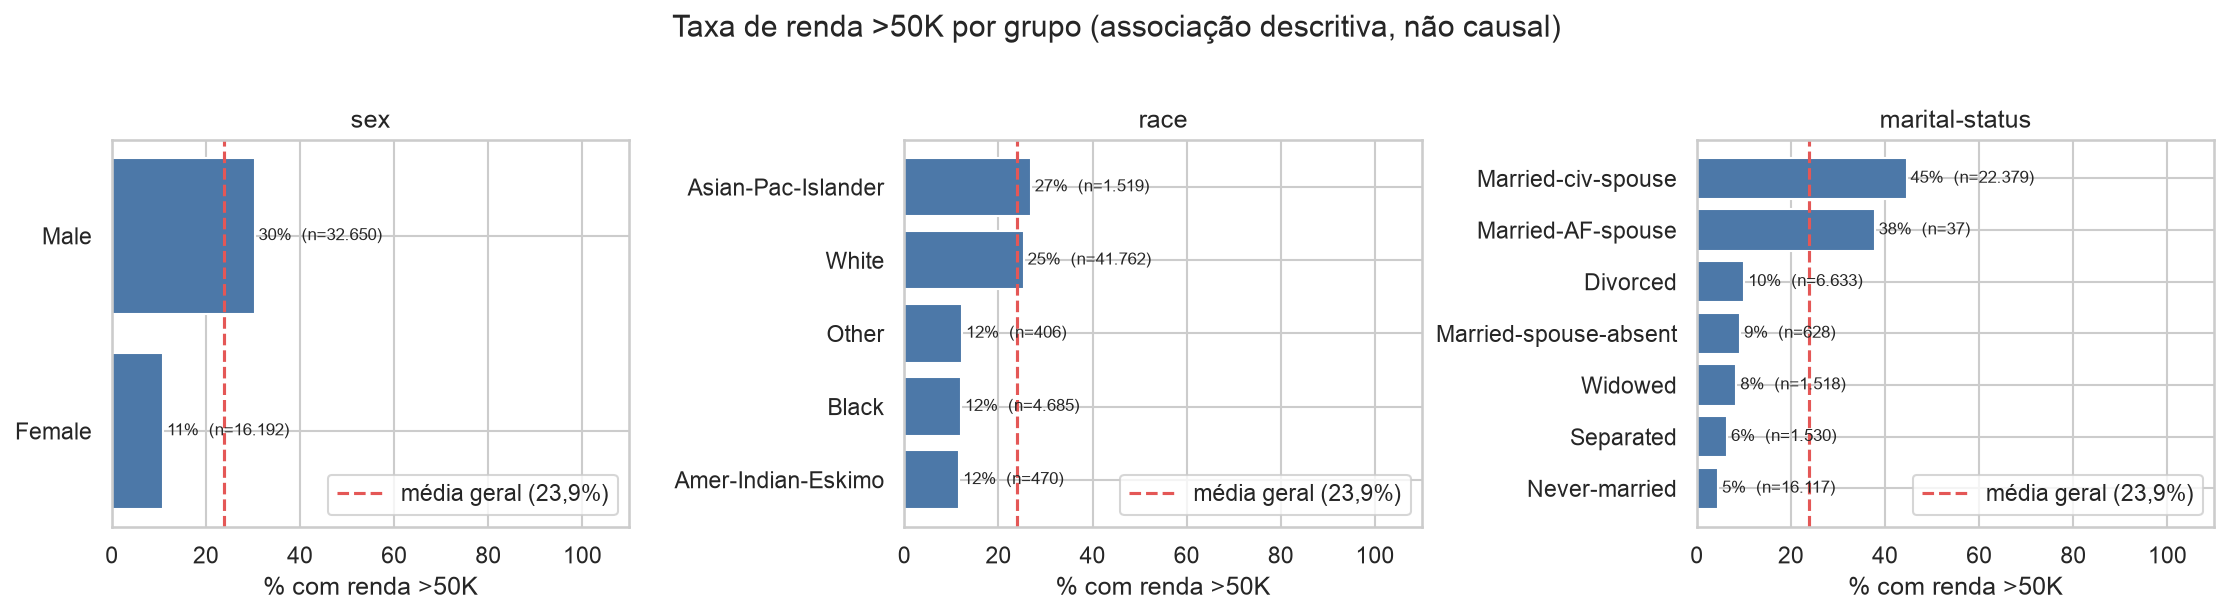 Taxa de renda >50K por grupo (associação descritiva, não causal)
sex
Male
30% (n=32.650)
Female
11% (n=16.192)
média geral (23,9%)
0 20 40 60 80 100
% com renda >50K
race
Asian-Pac-Islander
27% (n=1.519)
White
25% (n=41.762)
Other
12% (n=406)
Black
12% (n=4.685)
Amer-Indian-Eskimo
12% (n=470)
média geral (23,9%)
0 20 40 60 80 100
% com renda >50K
marital-status
Married-civ-spouse
45% (n=22.379)
Married-AF-spouse
38% (n=37)
Divorced
10% (n=6.633)
Married-spouse-absent
9% (n=628)
Widowed
8% (n=1.518)
Separated
6% (n=1.530)
Never-married
5% (n=16.117)
média geral (23,9%)
0 20 40 60 80 100
% com renda >50K